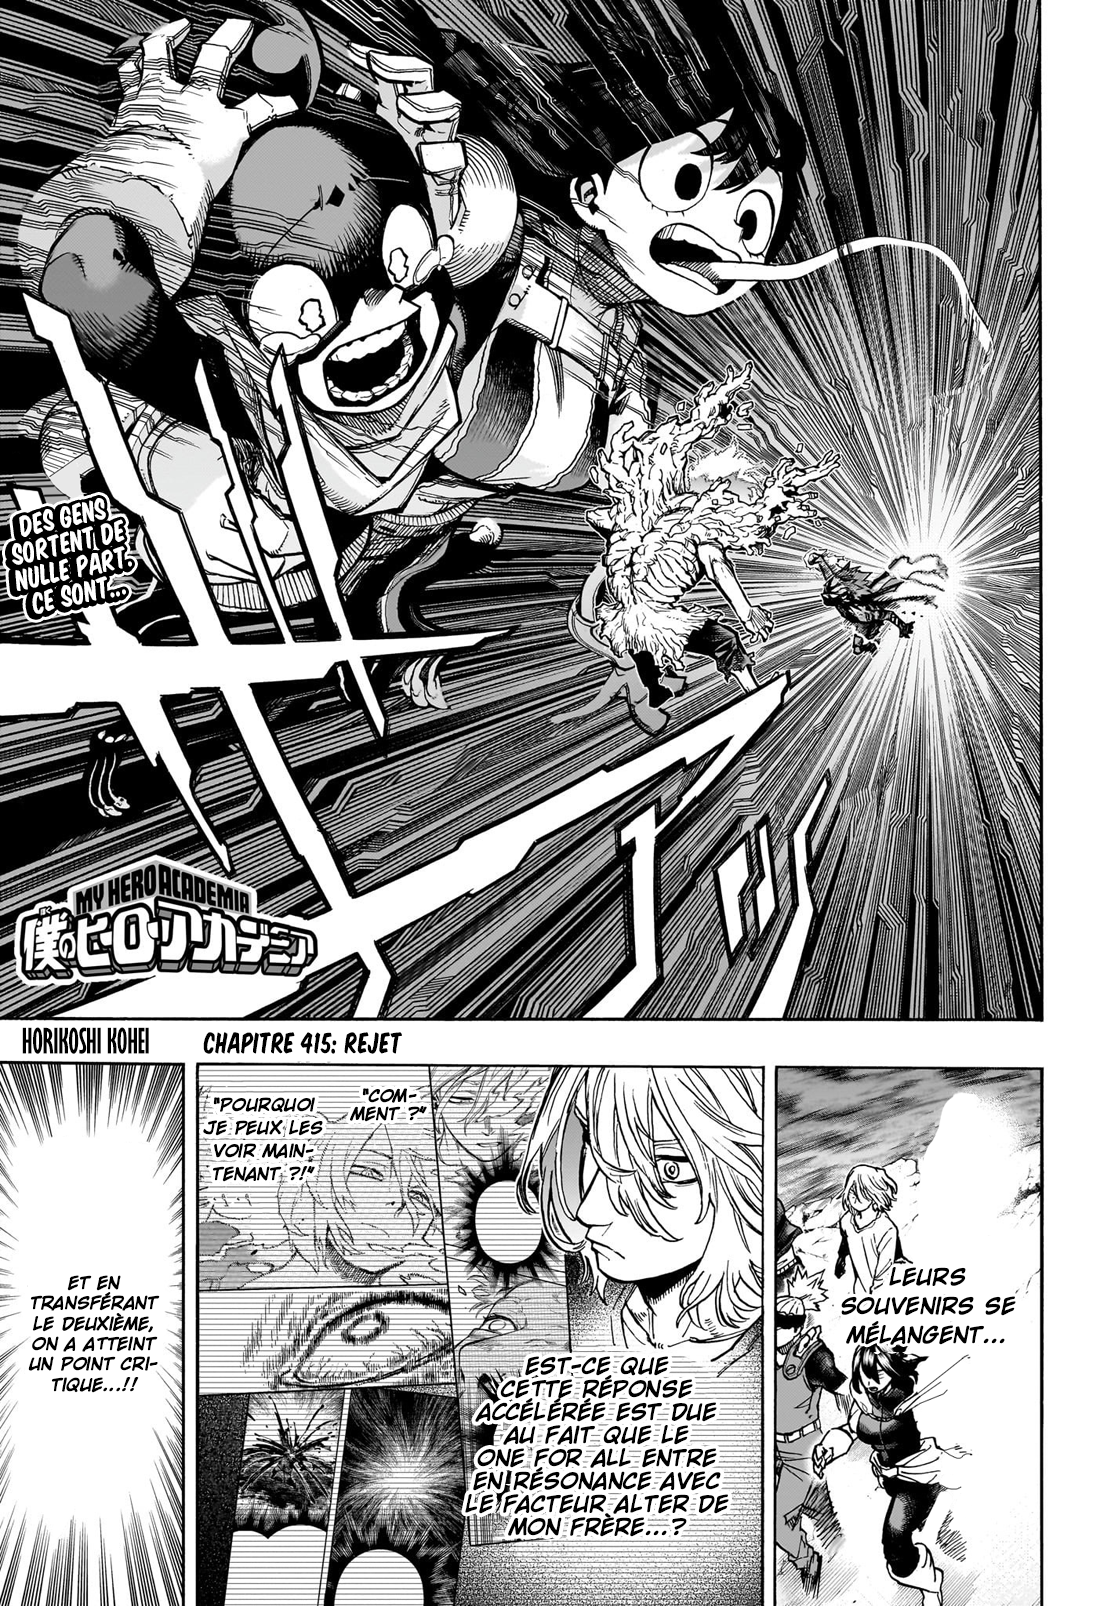 DES GENS
SORTENT DE
NULLE PART.
CE SONT...
MY HERO ACADEMIA
僕のヒーローアカデミア
HORIKOSHI KOHEI
CHAPITRE 415: REJET
LEURS
SOUVENIRS SE
MÉLANGENT...
"COM-
MENT ?"
"POURQUOI
JE PEUX LES
VOIR MAIN-
TENANT ?!"
EST-CE QUE
CETTE RÉPONSE
ACCÉLÉRÉE EST DUE
AU FAIT QUE LE
ONE FOR ALL ENTRE
EN RÉSONANCE AVEC
LE FACTEUR ALTER DE
MON FRÈRE...?
ET EN
TRANSFÉRANT
LE DEUXIÈME,
ON A ATTEINT
UN POINT CRI-
TIQUE...!!